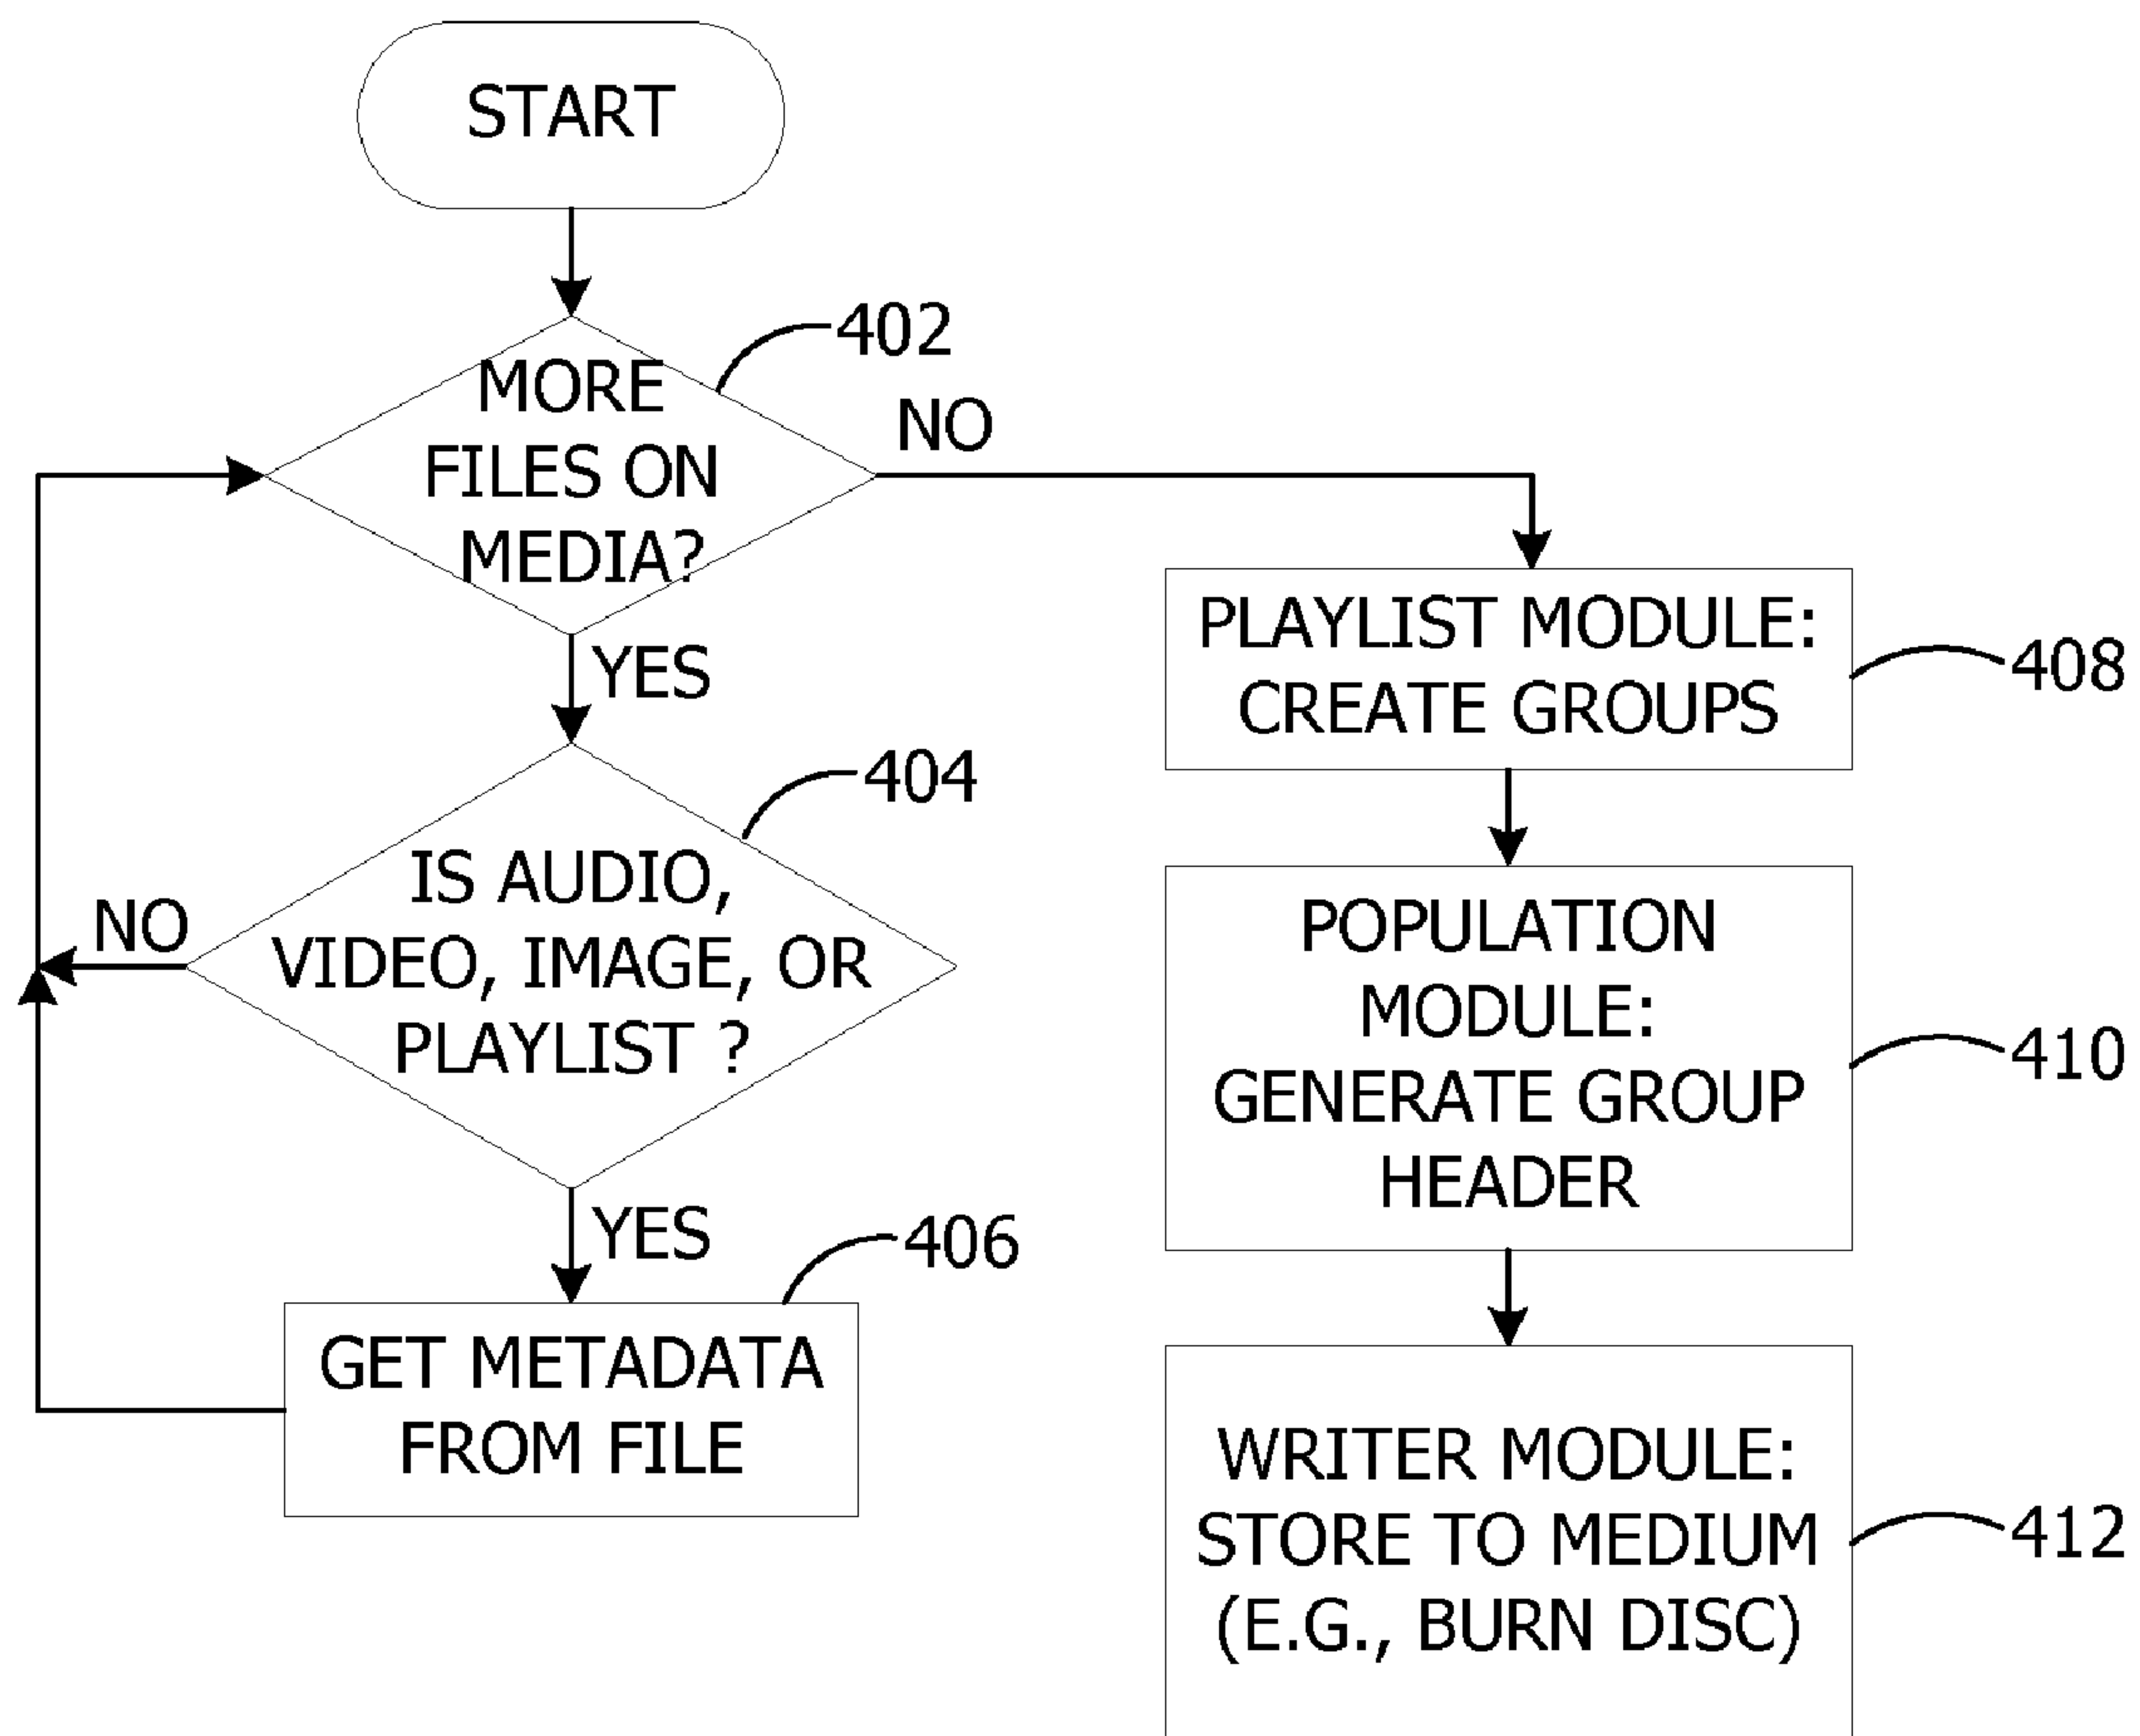 START
402
MORE
FILES ON
MEDIA?
NO
YES
404
IS AUDIO,
VIDEO, IMAGE, OR
PLAYLIST ?
NO
YES
406
GET METADATA
FROM FILE
PLAYLIST MODULE:
CREATE GROUPS
408
POPULATION
MODULE:
GENERATE GROUP
HEADER
410
WRITER MODULE:
STORE TO MEDIUM
(E.G., BURN DISC)
412